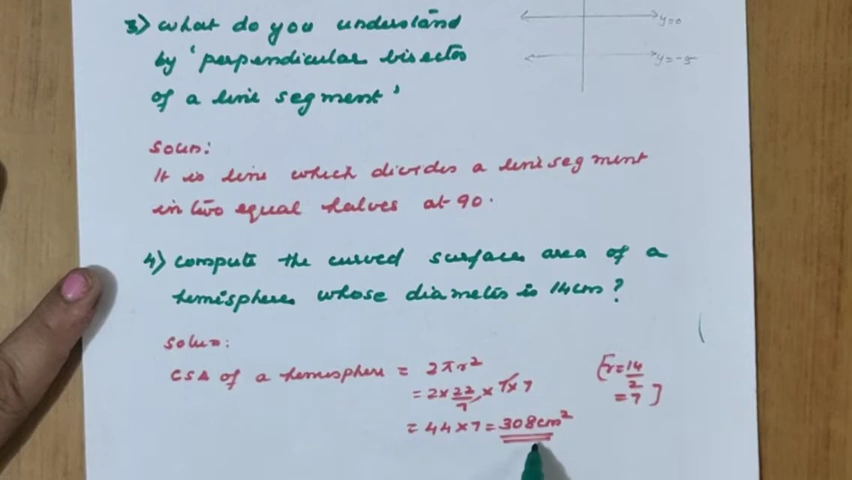 y=0
y=-5
3) what do you understand
by 'perpendicular bisector
of a line segment'
Soln:
It is line which divides a line segment
in two equal halves at 90.
4) compute the curved surface area of a
hemisphere whose diameter is 14cm?
Soln:
CSA of a hemisphere = 2πr²
= 2×22/7×7×7
[r=14/2
=7]
= 44×7 = 308cm²